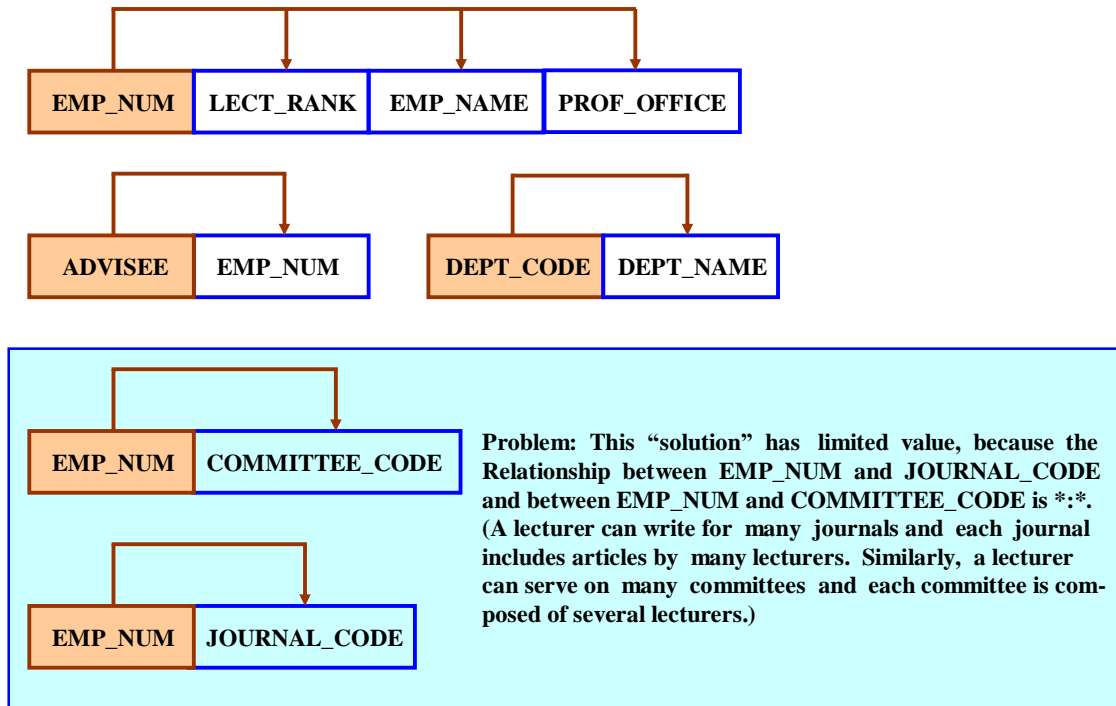 EMP_NUM LECT_RANK EMP_NAME PROF_OFFICE
ADVISEE EMP_NUM DEPT_CODE DEPT_NAME
EMP_NUM COMMITTEE_CODE
EMP_NUM JOURNAL_CODE
Problem: This “solution” has limited value, because the
Relationship between EMP_NUM and JOURNAL_CODE
and between EMP_NUM and COMMITTEE_CODE is *:*.
(A lecturer can write for many journals and each journal
includes articles by many lecturers. Similarly, a lecturer
can serve on many committees and each committee is com-
posed of several lecturers.)